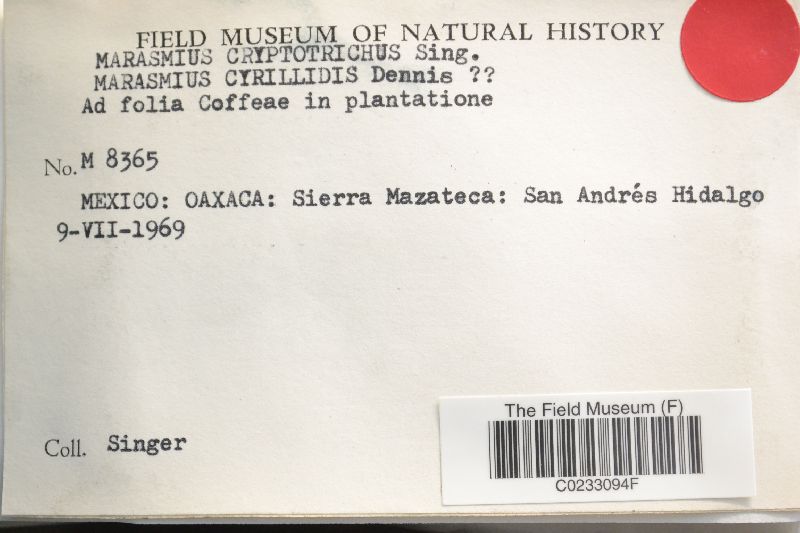 FIELD MUSEUM OF NATURAL HISTORY
MARASMIUS CRYPTOTRICHUS Sing.
MARASMIUS CYRILLIDIS Dennis ??
Ad folia Coffeae in plantatione
No. M 8365
MEXICO: OAXACA: Sierra Mazateca: San Andrés Hidalgo
9-VII-1969
Coll. Singer
The Field Museum (F)
C0233094F